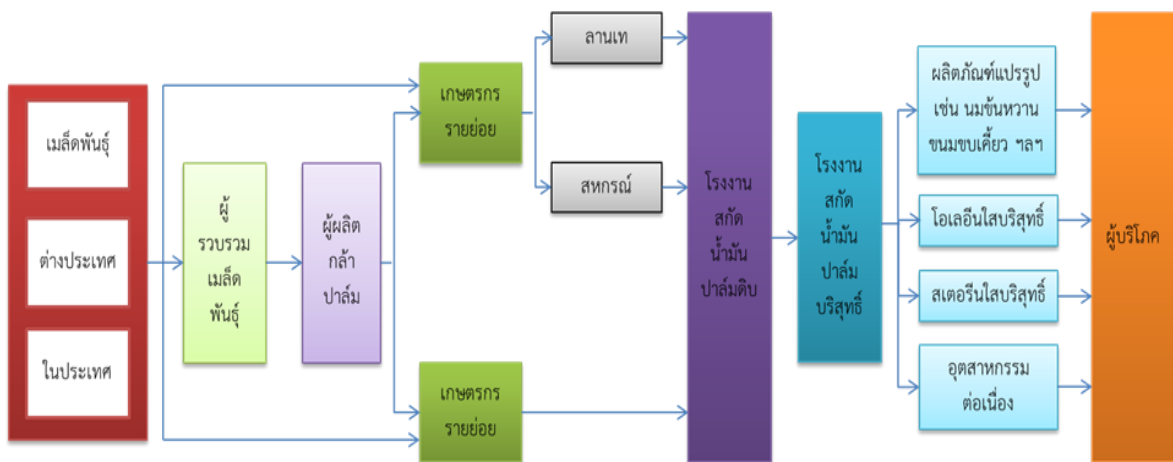 เมล็ดพันธุ์
ต่างประเทศ
ในประเทศ
ผู้
รวบรวม
เมล็ด
พันธุ์
ผู้ผลิต
กล้า
ปาล์ม
เกษตรกร
รายย่อย
เกษตรกร
รายย่อย
ลานเท
สหกรณ์
โรงงาน
สกัด
น้ำมัน
ปาล์มดิบ
โรงงาน
สกัด
น้ำมัน
ปาล์ม
บริสุทธิ์
ผลิตภัณฑ์แปรรูป
เช่น นมข้นหวาน
ขนมขบเคี้ยว ฯลฯ
โอเลอีนใสบริสุทธิ์
สเตอรีนใสบริสุทธิ์
อุตสาหกรรม
ต่อเนื่อง
ผู้บริโภค